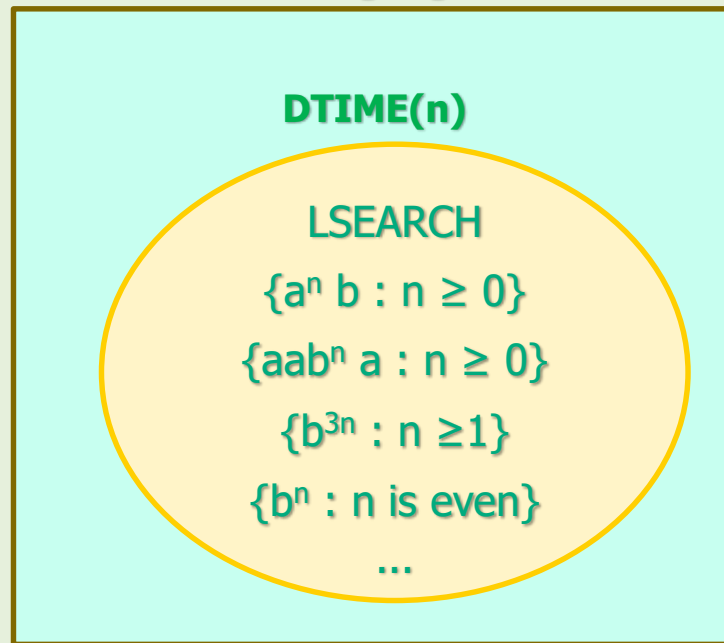 DTIME(n)
LSEARCH
{aⁿ b : n ≥ 0}
{aabⁿ a : n ≥ 0}
{b³ⁿ : n ≥1}
{bⁿ : n is even}
...